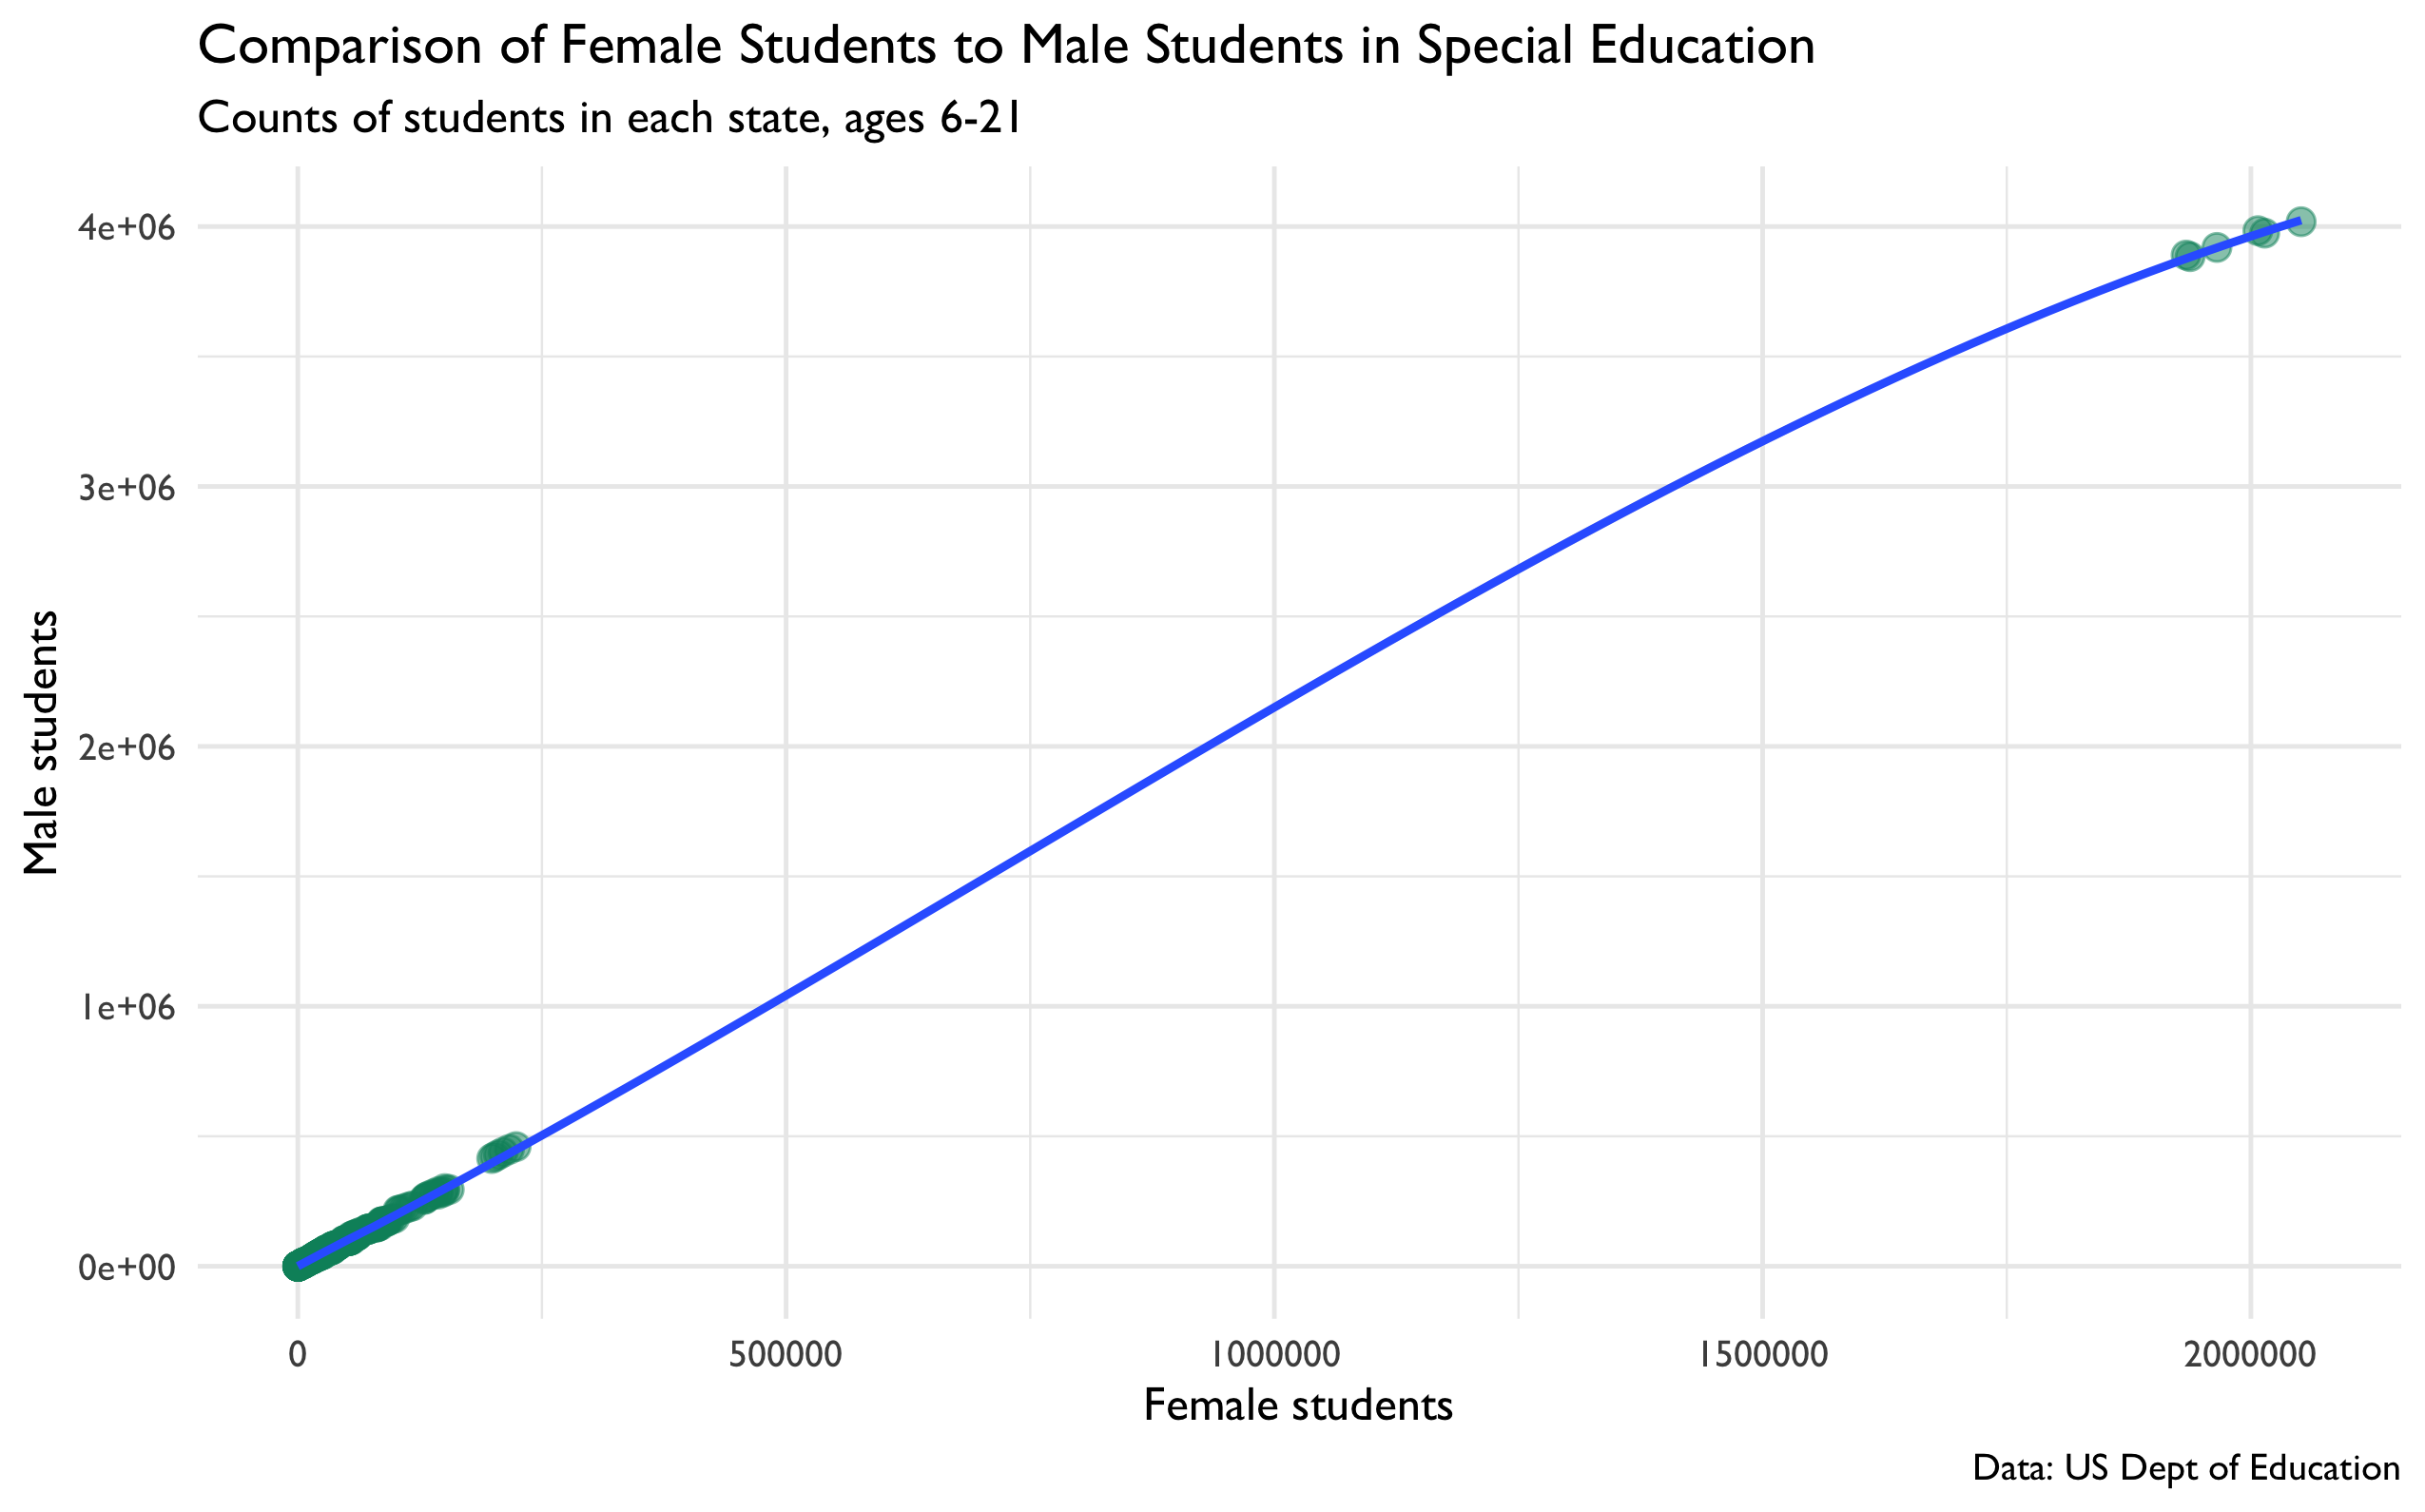 Comparison of Female Students to Male Students in Special Education
Counts of students in each state, ages 6-21
4e+06
3e+06
2e+06
1e+06
0e+00
Male students
0
500000
1000000
1500000
2000000
Female students
Data: US Dept of Education